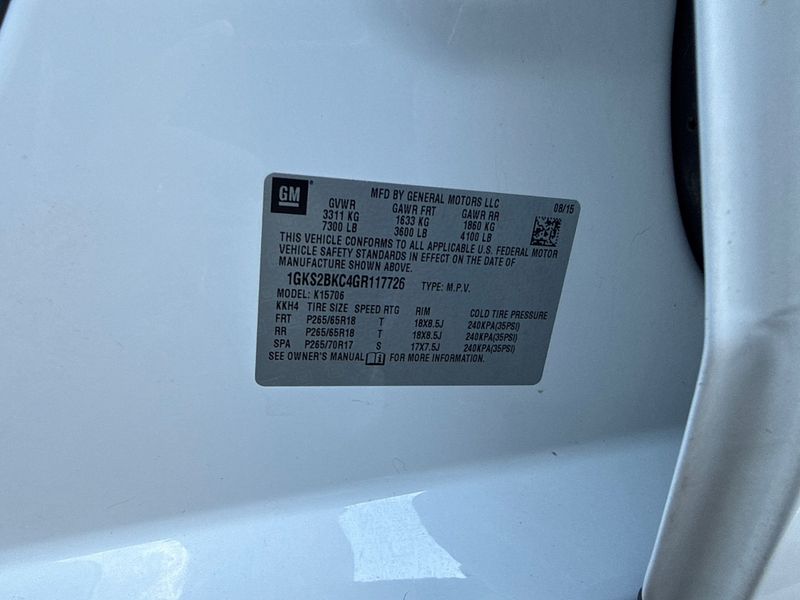 GM
MFD BY GENERAL MOTORS LLC
08/15
GVWR GAWR FRT GAWR RR
3311 KG 1633 KG 1860 KG
7300 LB 3600 LB 4100 LB
THIS VEHICLE CONFORMS TO ALL APPLICABLE U.S. FEDERAL MOTOR
VEHICLE SAFETY STANDARDS IN EFFECT ON THE DATE OF
MANUFACTURE SHOWN ABOVE.
1GKS2BKC4GR117726 TYPE: M.P.V.
MODEL: K15706
KKH4 TIRE SIZE SPEED RTG RIM COLD TIRE PRESSURE
FRT P265/65R18 T 18X8.5J 240KPA(35PSI)
RR P265/65R18 T 18X8.5J 240KPA(35PSI)
SPA P265/70R17 S 17X7.5J 240KPA(35PSI)
SEE OWNER'S MANUAL FOR MORE INFORMATION.